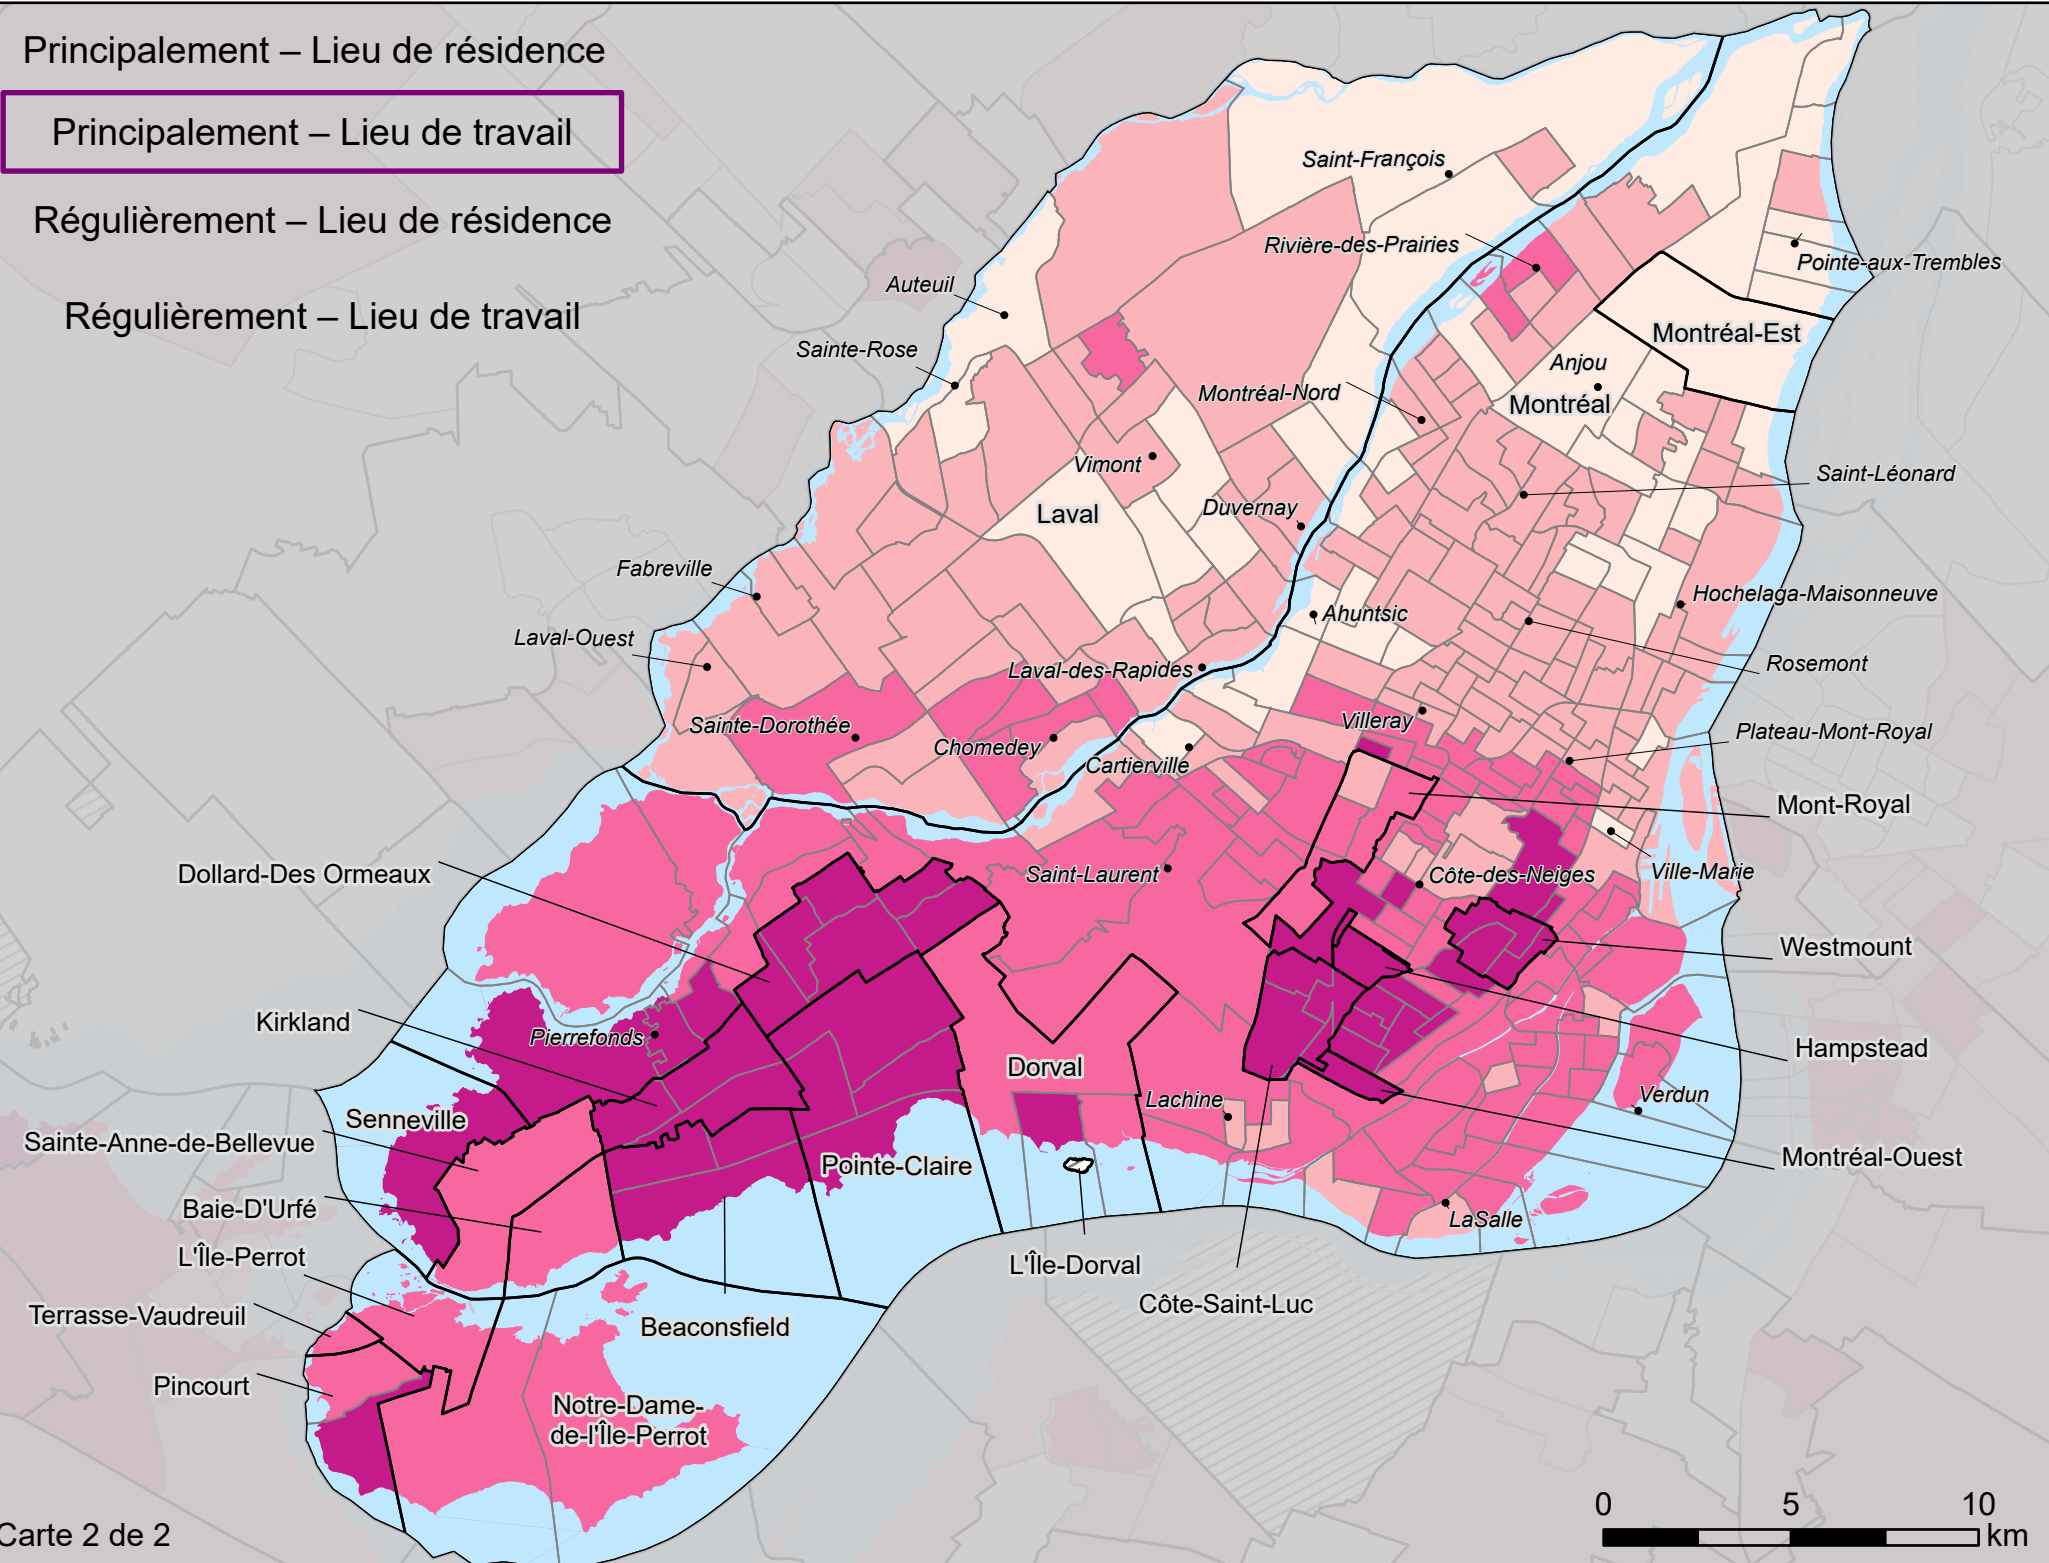 Principalement – Lieu de résidence
Principalement – Lieu de travail
Régulièrement – Lieu de résidence
Régulièrement – Lieu de travail
Saint-François
Rivière-des-Prairies
Pointe-aux-Trembles
Auteuil
Montréal-Est
Sainte-Rose
Anjou
Montréal-Nord
Montréal
Vimont
Saint-Léonard
Duvernay
Laval
Fabreville
Hochelaga-Maisonneuve
Ahuntsic
Laval-Ouest
Rosemont
Laval-des-Rapides
Villeray
Sainte-Dorothée
Plateau-Mont-Royal
Chomedey
Cartierville
Mont-Royal
Dollard-Des Ormeaux
Saint-Laurent
Côte-des-Neiges
Ville-Marie
Westmount
Kirkland
Pierrefonds
Hampstead
Dorval
Verdun
Lachine
Senneville
Sainte-Anne-de-Bellevue
Pointe-Claire
Montréal-Ouest
Baie-D'Urfé
LaSalle
L'Île-Perrot
L'Île-Dorval
Côte-Saint-Luc
Terrasse-Vaudreuil
Beaconsfield
Pincourt
Notre-Dame-
de-l'Île-Perrot
0 5 10
km
Carte 2 de 2